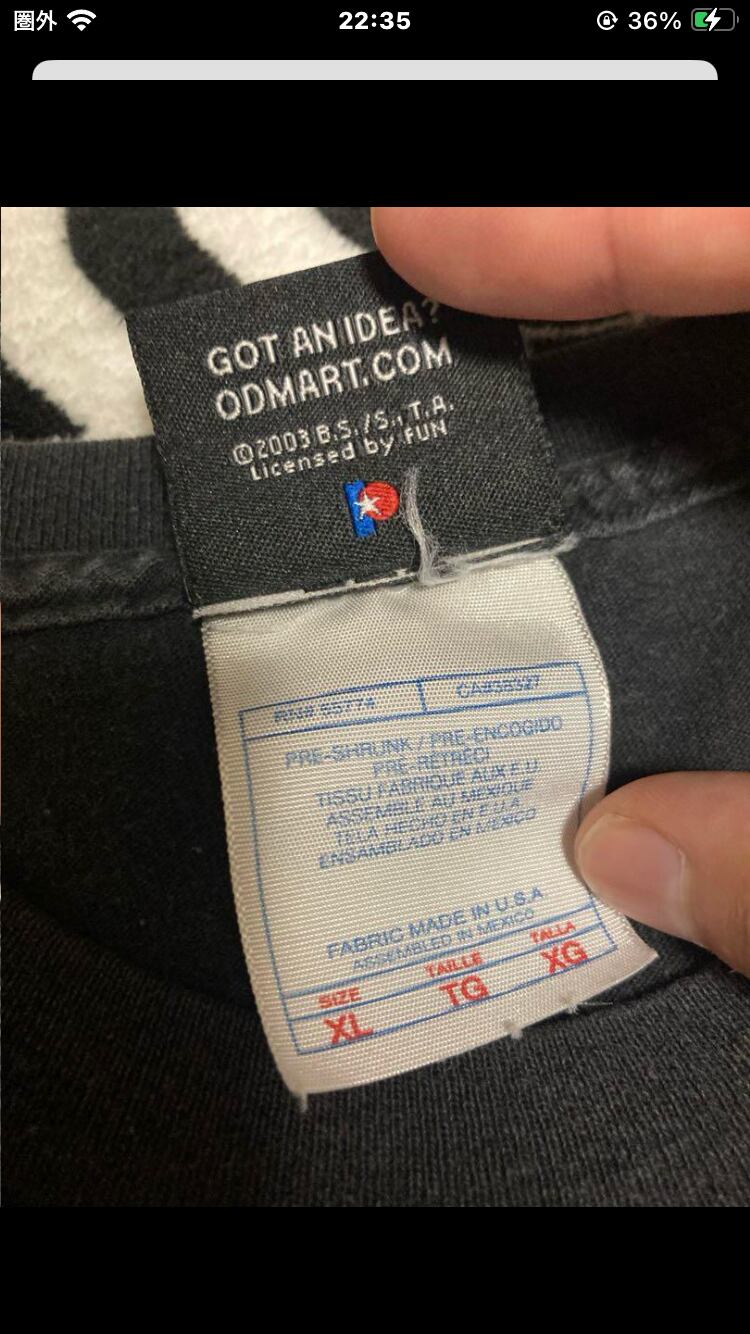 圏外 22:35 36%
GOT AN IDEA?
ODMART.COM
©2003 B.S./S., T.A.
Licensed by FUN
CA#38527
PRE-SHRUNK / PRE-ENCOGIDO
PRE-RETRECI
TISSU FABRIQUE AUX E.U.
ASSEMBLE AU MEXIQUE
TELA HECHO EN E.U.A.
ENSAMBLADO EN MEXICO
FABRIC MADE IN U.S.A
ASSEMBLED IN MEXICO
SIZE TAILLE TALLA
XL TG XG